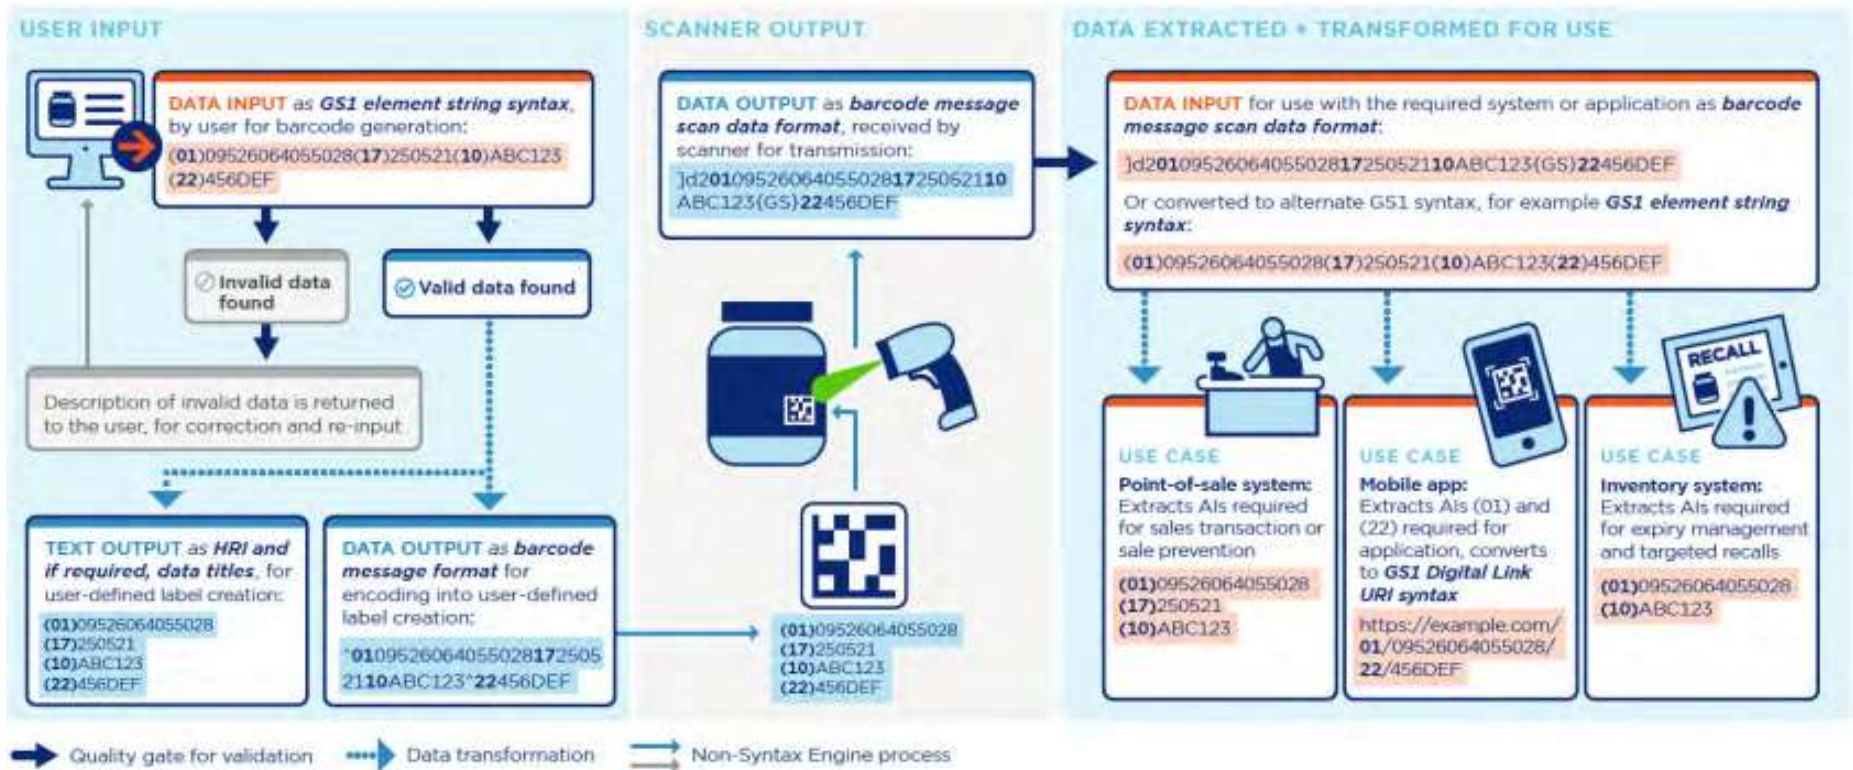 USER INPUT
DATA INPUT as GS1 element string syntax,
by user for barcode generation:
(01)09526064055028(17)250521(10)ABC123
(22)456DEF
Invalid data
found
Valid data found
Description of invalid data is returned
to the user, for correction and re-input
TEXT OUTPUT as HRI and
if required, data titles, for
user-defined label creation:
(01)09526064055028
(17)250521
(10)ABC123
(22)456DEF
DATA OUTPUT as barcode
message format for
encoding into user-defined
label creation:
^0109526064055028172505
2110ABC123^22456DEF
SCANNER OUTPUT
DATA OUTPUT as barcode message
scan data format, received by
scanner for transmission:
]d201095260640550281725052110
ABC123{GS}22456DEF
(01)09526064055028
(17)250521
(10)ABC123
(22)456DEF
DATA EXTRACTED + TRANSFORMED FOR USE
DATA INPUT for use with the required system or application as barcode
message scan data format:
]d201095260640550281725052110ABC123{GS}22456DEF
Or converted to alternate GS1 syntax, for example GS1 element string
syntax:
(01)09526064055028(17)250521(10)ABC123(22)456DEF
USE CASE
Point-of-sale system:
Extracts AIs required
for sales transaction or
sale prevention
(01)09526064055028
(17)250521
(10)ABC123
USE CASE
Mobile app:
Extracts AIs (01) and
(22) required for
application, converts
to GS1 Digital Link
URI syntax
https://example.com/
01/09526064055028/
22/456DEF
RECALL
USE CASE
Inventory system:
Extracts AIs required
for expiry management
and targeted recalls
(01)09526064055028
(10)ABC123
Quality gate for validation
Data transformation
Non-Syntax Engine process